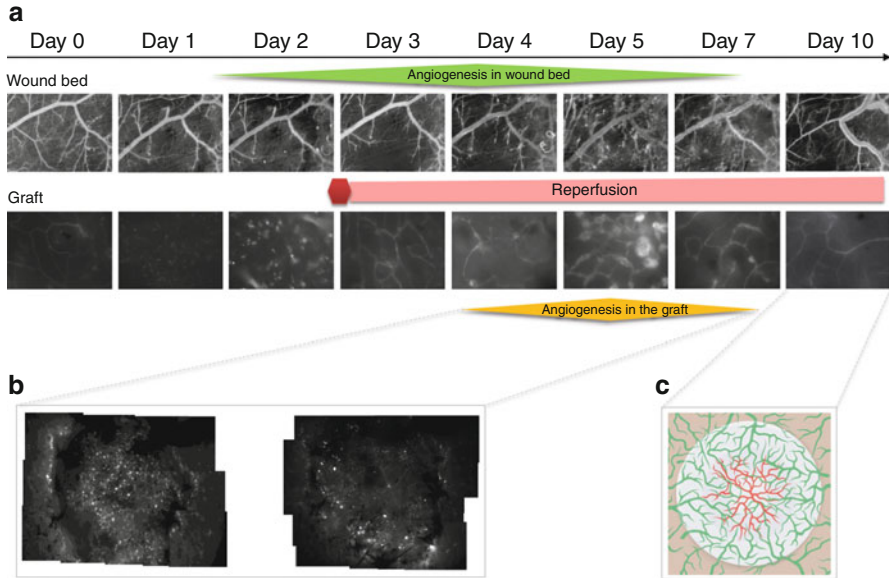 a
Day 0 Day 1 Day 2 Day 3 Day 4 Day 5 Day 7 Day 10
Angiogenesis in wound bed
Wound bed
Reperfusion
Graft
Angiogenesis in the graft
b
c